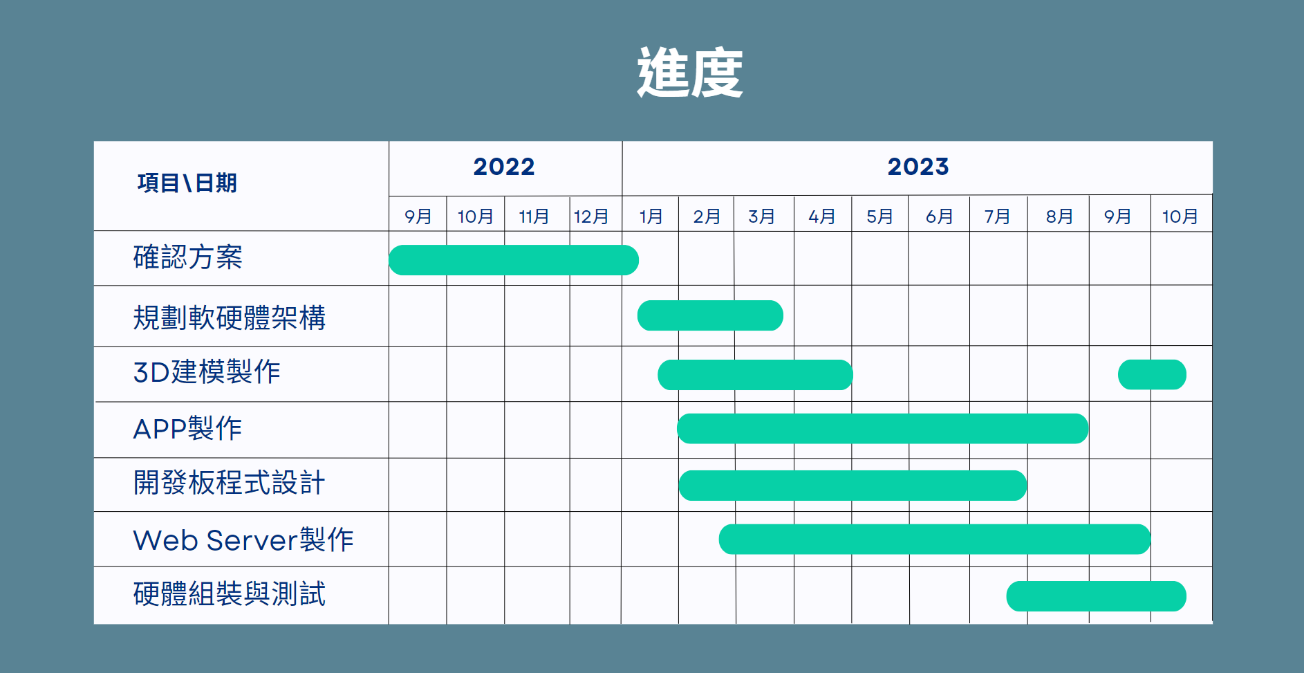 進度
項目\日期
2022
2023
9月 10月 11月 12月 1月 2月 3月 4月 5月 6月 7月 8月 9月 10月
確認方案
規劃軟硬體架構
3D建模製作
APP製作
開發板程式設計
Web Server製作
硬體組裝與測試